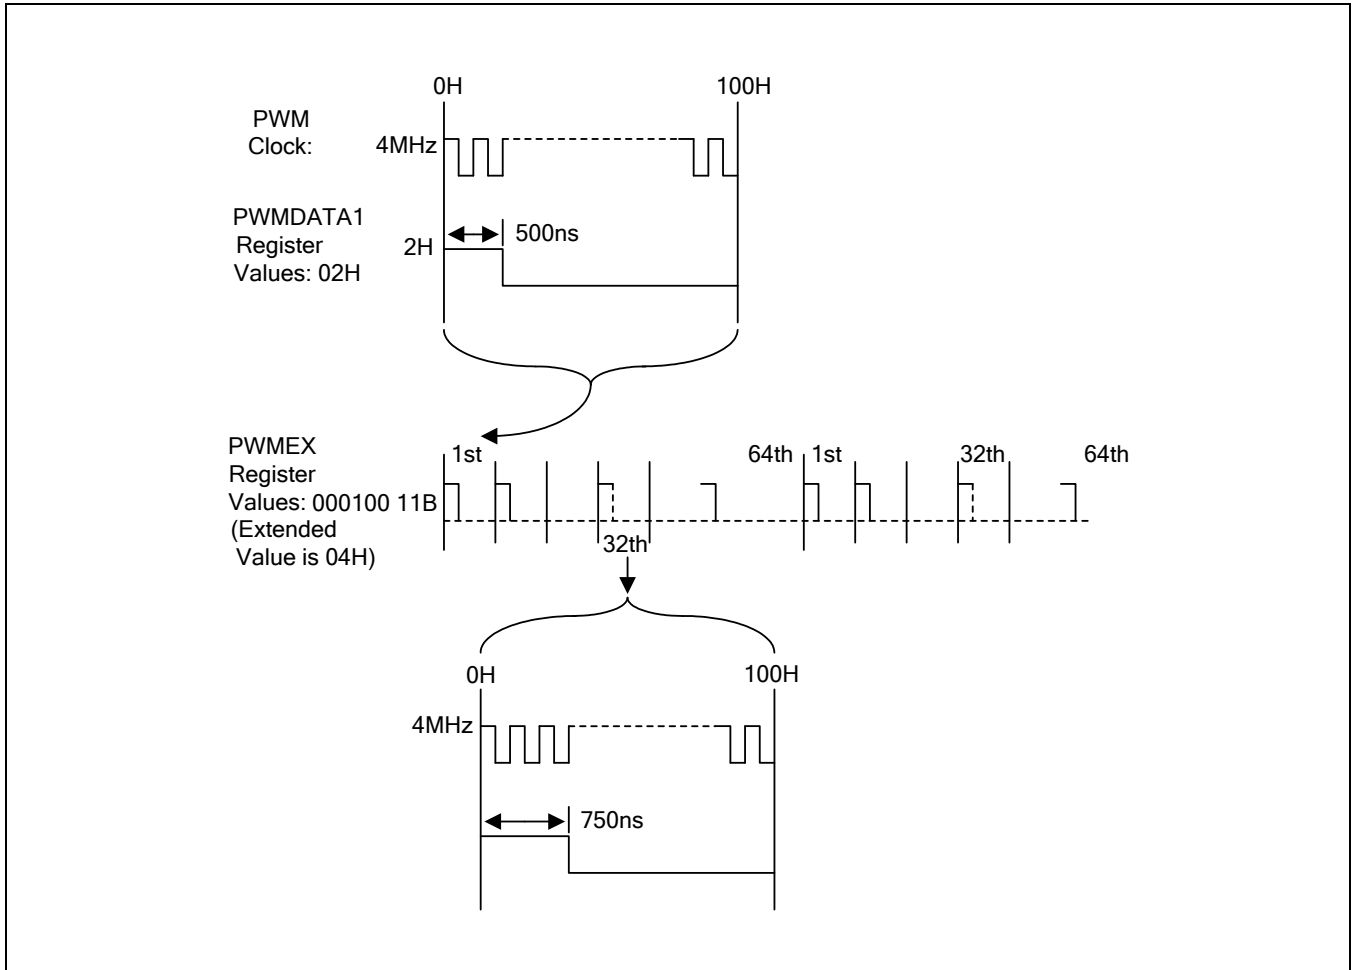 0H 100H
PWM
Clock: 4MHz
PWMDATA1
Register
Values: 02H
2H 500ns
PWMEX
Register
Values: 000100 11B
(Extended
Value is 04H)
1st 64th 1st 32th 64th
32th
0H 100H
4MHz
750ns